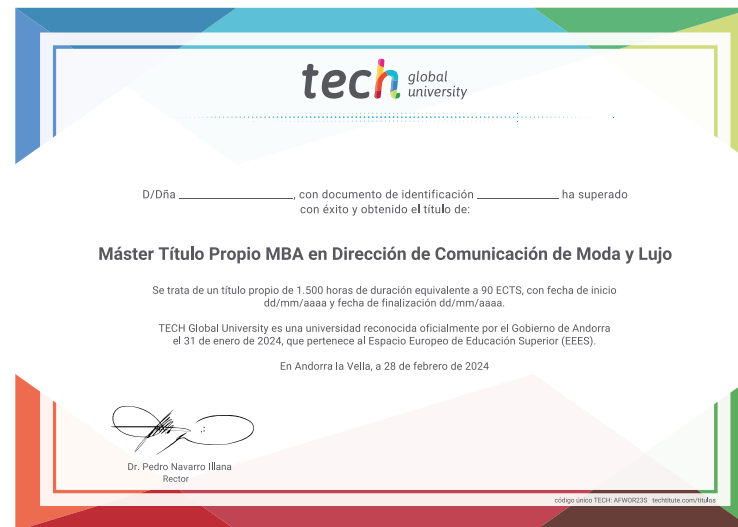 tech global university
D/Dña ______________, con documento de identificación ______________ ha superado
con éxito y obtenido el título de:
Máster Título Propio MBA en Dirección de Comunicación de Moda y Lujo
Se trata de un título propio de 1.500 horas de duración equivalente a 90 ECTS, con fecha de inicio
dd/mm/aaaa y fecha de finalización dd/mm/aaaa.
TECH Global University es una universidad reconocida oficialmente por el Gobierno de Andorra
el 31 de enero de 2024, que pertenece al Espacio Europeo de Educación Superior (EEES).
En Andorra la Vella, a 28 de febrero de 2024
Dr. Pedro Navarro Illana
Rector
código único TECH: AFWOR23S techtitute.com/titulos